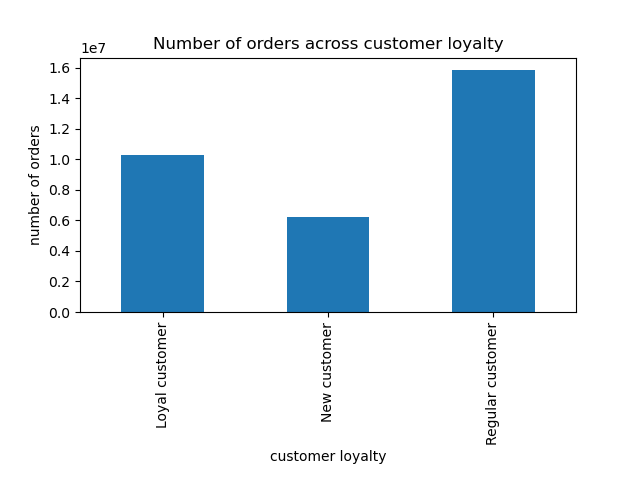 Number of orders across customer loyalty
1e7
number of orders
1.6
1.4
1.2
1.0
0.8
0.6
0.4
0.2
0.0
Loyal customer
New customer
Regular customer
customer loyalty